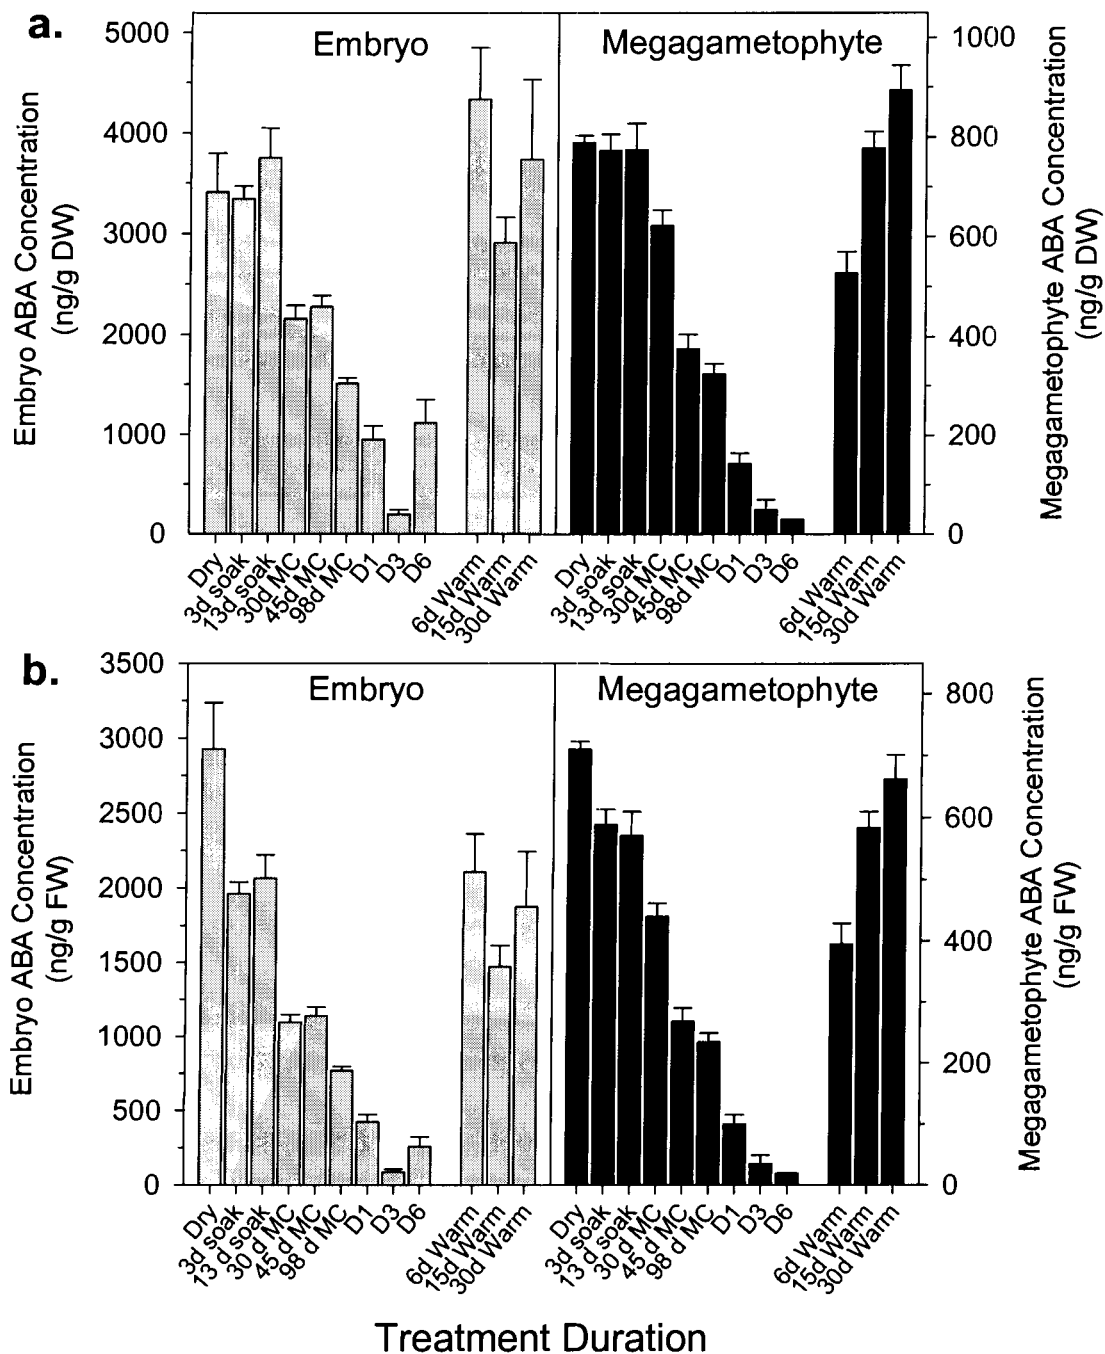 a.
Embryo
Megagametophyte
Embryo ABA Concentration
(ng/g DW)
5000
4000
3000
2000
1000
0
1000
800
600
400
200
0
Megagametophyte ABA Concentration
(ng/g DW)
Dry
3d soak
13d soak
30d MC
45d MC
98d MC
D1
D3
D6
6d Warm
15d Warm
30d Warm
Dry
3d soak
13d soak
30d MC
45d MC
98d MC
D1
D3
D6
6d Warm
15d Warm
30d Warm
b.
Embryo
Megagametophyte
Embryo ABA Concentration
(ng/g FW)
3500
3000
2500
2000
1500
1000
500
0
800
600
400
200
0
Megagametophyte ABA Concentration
(ng/g FW)
Dry
3d soak
13 d soak
30 d MC
45 d MC
98 d MC
D1
D3
D6
6d Warm
15d Warm
30d Warm
Dry
3d soak
13 d soak
30 d MC
45 d MC
98 d MC
D1
D3
D6
6d Warm
15d Warm
30d Warm
Treatment Duration